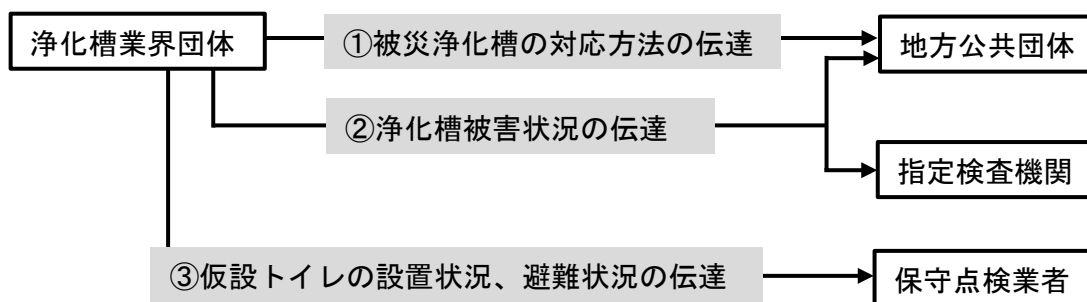 浄化槽業界団体
①被災浄化槽の対応方法の伝達
地方公共団体
②浄化槽被害状況の伝達
指定検査機関
③仮設トイレの設置状況、避難状況の伝達
保守点検業者